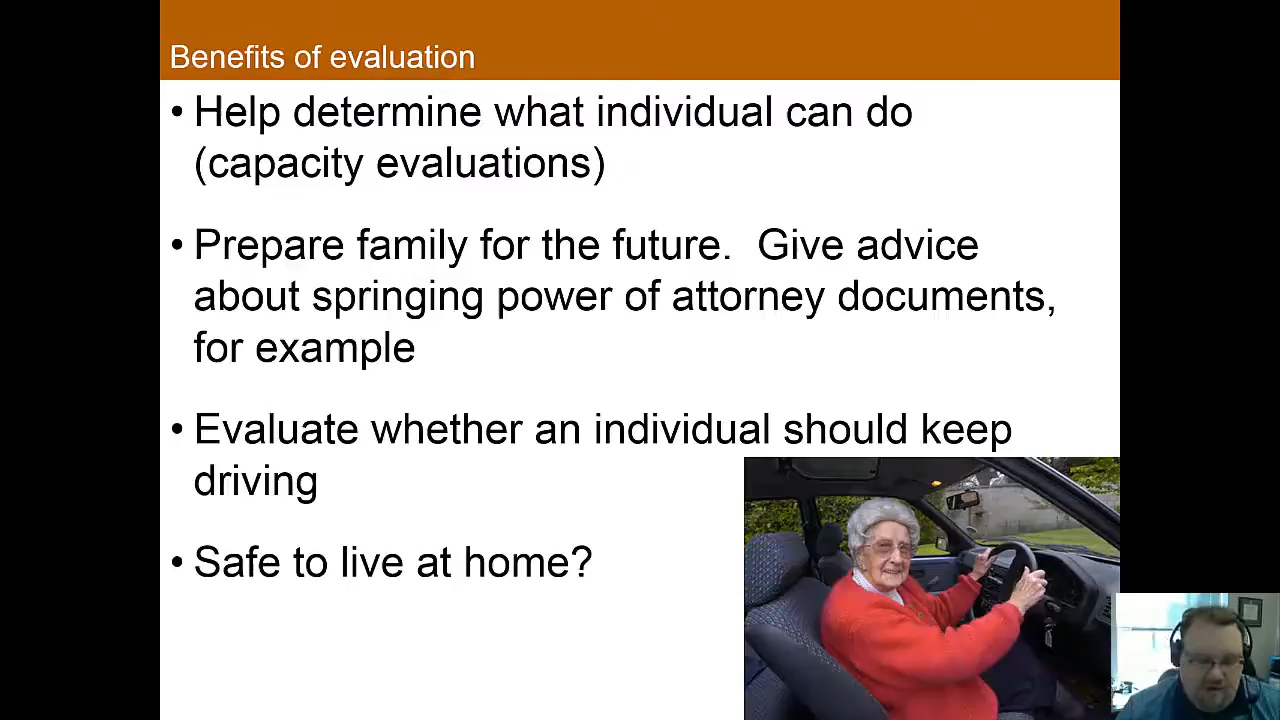 Benefits of evaluation
• Help determine what individual can do
(capacity evaluations)
• Prepare family for the future.  Give advice
about springing power of attorney documents,
for example
• Evaluate whether an individual should keep
driving
• Safe to live at home?